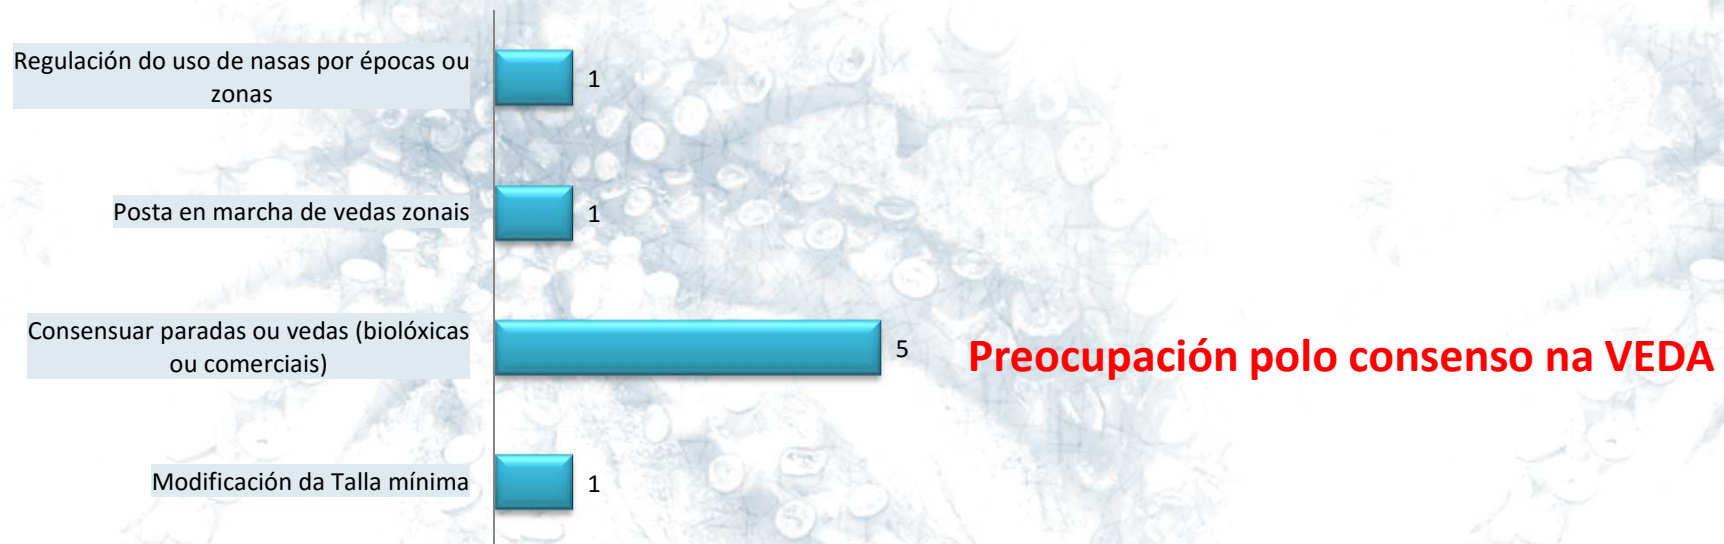 Regulación do uso de nasas por épocas ou
zonas
1
Posta en marcha de vedas zonais
1
Consensuar paradas ou vedas (biolóxicas
ou comerciais)
5
Preocupación polo consenso na VEDA
Modificación da Talla mínima
1